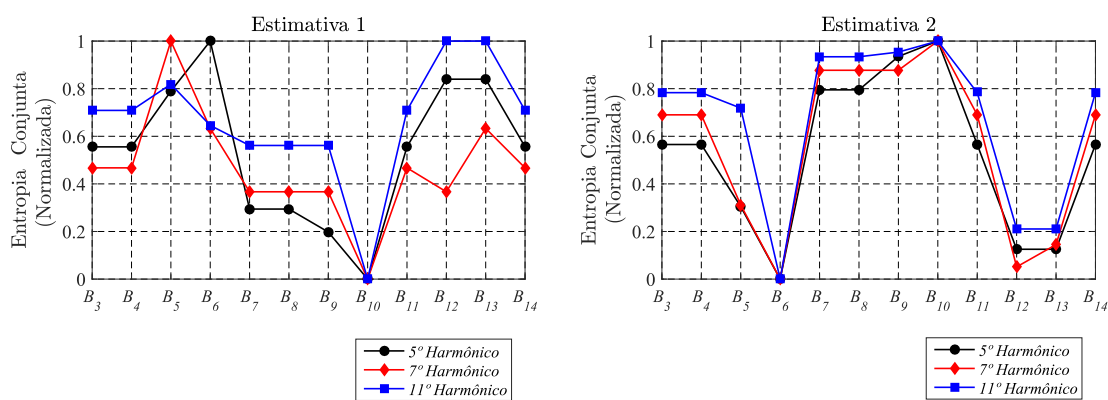 Estimativa 1
Entropia Conjunta
(Normalizada)
1
0.8
0.6
0.4
0.2
0
B3 B4 B5 B6 B7 B8 B9 B10 B11 B12 B13 B14
5º Harmônico
7º Harmônico
11º Harmônico
Estimativa 2
Entropia Conjunta
(Normalizada)
1
0.8
0.6
0.4
0.2
0
B3 B4 B5 B6 B7 B8 B9 B10 B11 B12 B13 B14
5º Harmônico
7º Harmônico
11º Harmônico